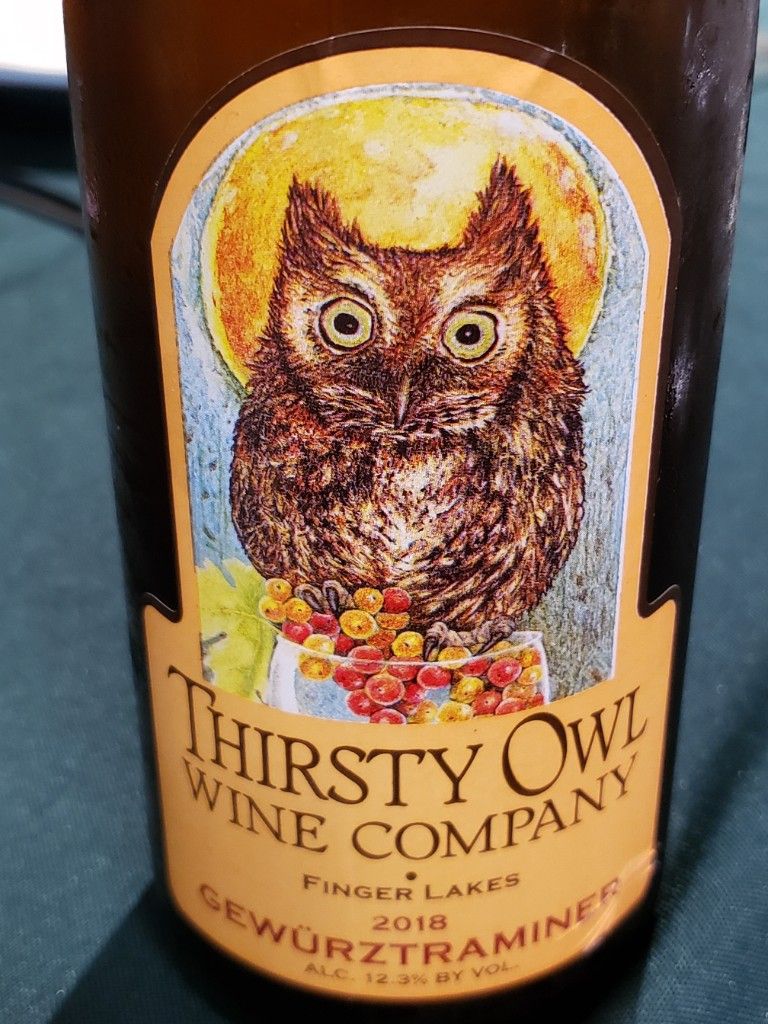 THIRSTY OWL
WINE COMPANY
•
FINGER LAKES
2018
GEWÜRZTRAMINER
ALC. 12.3% BY VOL.